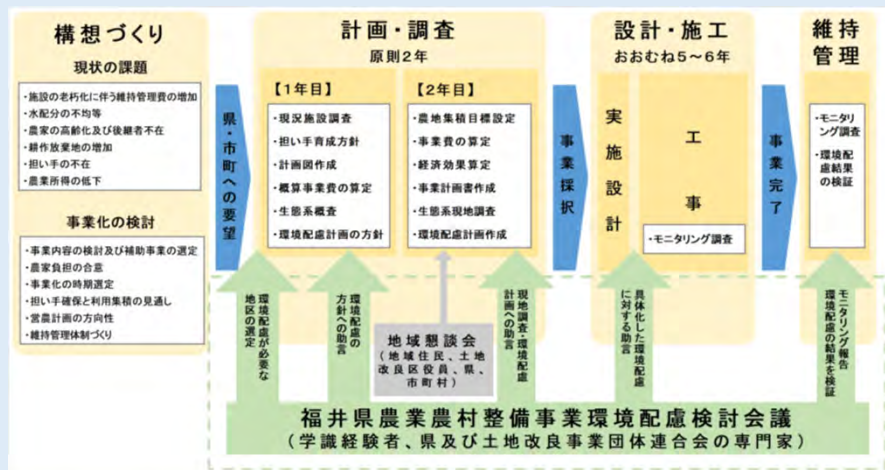 構想づくり
現状の課題
・施設の老朽化に伴う維持管理費の増加
・水配分の不均等
・農家の高齢化及び後継者不在
・耕作放棄地の増加
・担い手の不在
・農業所得の低下
事業化の検討
・事業内容の検討及び補助事業の選定
・農家負担の合意
・事業化の時期選定
・担い手確保と利用集積の見通し
・営農計画の方向性
・維持管理体制づくり
県・市町への要望
計画・調査
原則2年
【1年目】
・現況施設調査
・担い手育成方針
・計画図作成
・概算事業費の算定
・生態系概査
・環境配慮計画の方針
【2年目】
・農地集積目標設定
・事業費の算定
・経済効果算定
・事業計画書作成
・生態系現地調査
・環境配慮計画作成
事業採択
設計・施工
おおむね5～6年
実施設計
工事
・モニタリング調査
事業完了
維持
管理
・モニタ
リング調査
・環境配
慮結果
の検証
環境配慮が必要な
地区の選定
環境配慮の
方針への助言
地域懇談会
(地域住民、土地
改良区役員、県、
市町村)
現地調査・環境配慮
計画への助言
具体化した環境配慮
に対する助言
モニタリング報告
環境配慮の結果を検証
福井県農業農村整備事業環境配慮検討会議
(学識経験者、県及び土地改良事業団体連合会の専門家)